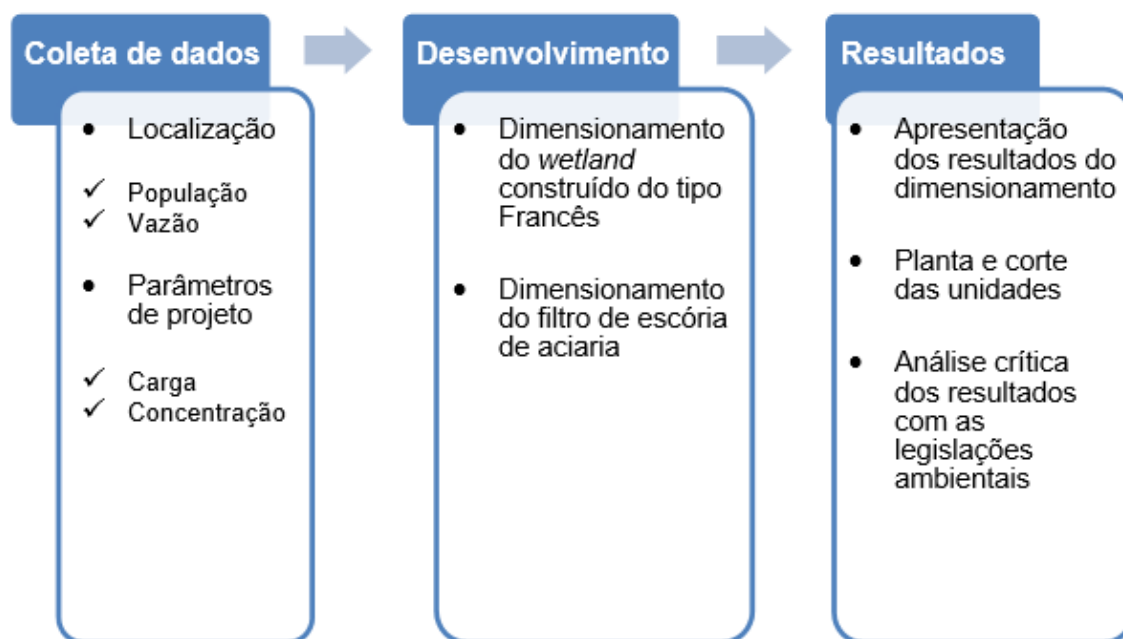 Coleta de dados
• Localização
✓ População
✓ Vazão
• Parâmetros
de projeto
✓ Carga
✓ Concentração
Desenvolvimento
• Dimensionamento
do wetland
construído do tipo
Francês
• Dimensionamento
do filtro de escória
de aciaria
Resultados
• Apresentação
dos resultados do
dimensionamento
• Planta e corte
das unidades
• Análise crítica
dos resultados
com as
legislações
ambientais